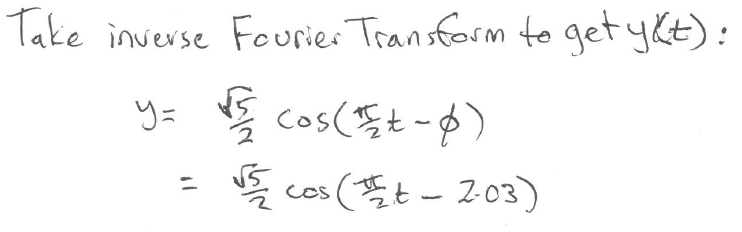 Take inverse Fourier Transform to get y(t):
y = √5/2 cos(π/2 t - φ)
= √5/2 cos(π/2 t - 2.03)